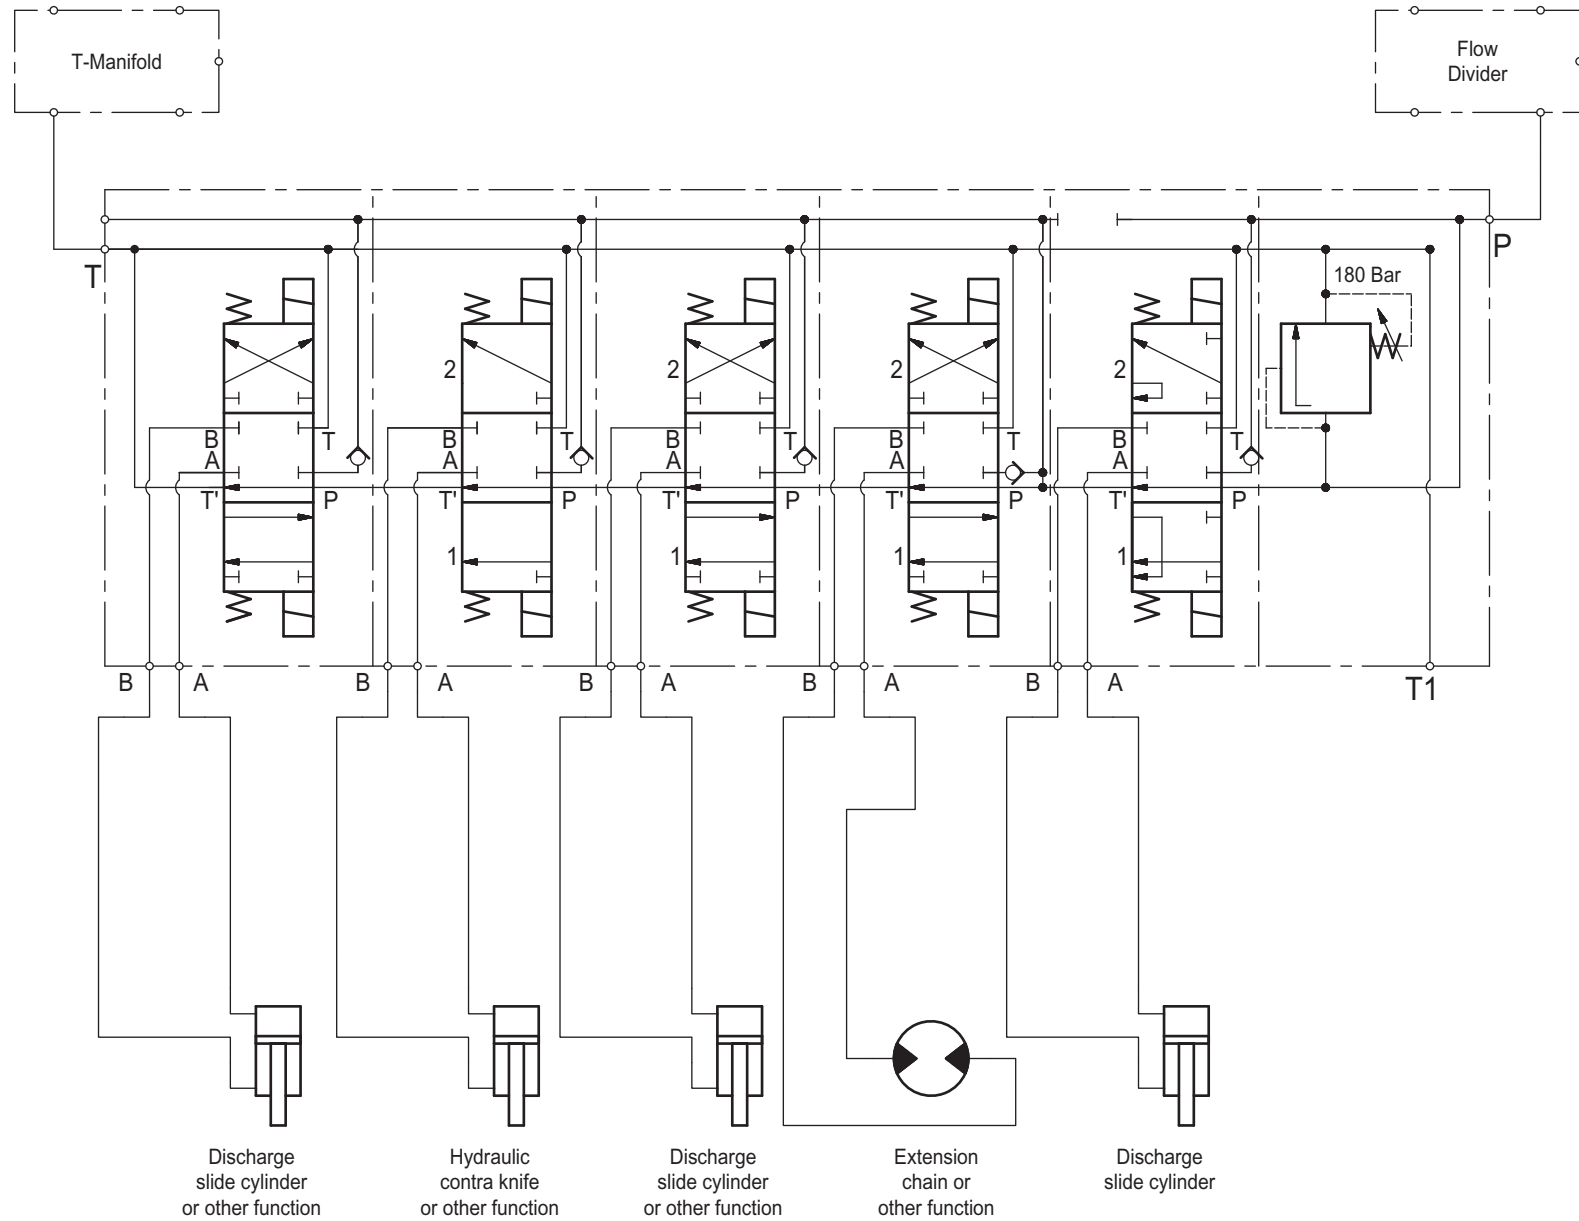 T-Manifold
Flow
Divider
T
P
180 Bar
2
2
2
2
B
A
T'
T
P
B
A
T'
T
P
B
A
T'
T
P
B
A
T'
T
P
B
A
T'
T
P
1
1
1
1
B
A
B
A
B
A
B
A
B
A
T1
Discharge
slide cylinder
or other function
Hydraulic
contra knife
or other function
Discharge
slide cylinder
or other function
Extension
chain or
other function
Discharge
slide cylinder